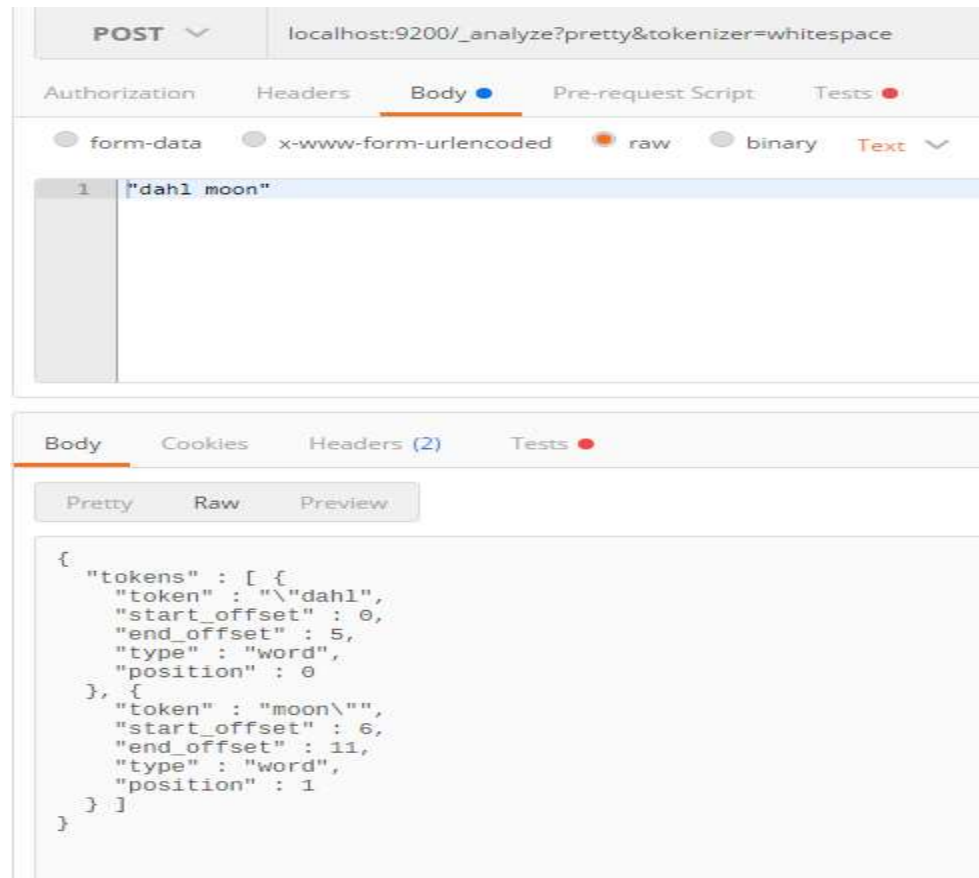 POST localhost:9200/_analyze?pretty&tokenizer=whitespace
Authorization Headers Body Pre-request Script Tests
form-data x-www-form-urlencoded raw binary Text
1 "dahl moon"
Body Cookies Headers (2) Tests
Pretty Raw Preview
{
  "tokens" : [ {
    "token" : "\"dahl",
    "start_offset" : 0,
    "end_offset" : 5,
    "type" : "word",
    "position" : 0
  }, {
    "token" : "moon\"",
    "start_offset" : 6,
    "end_offset" : 11,
    "type" : "word",
    "position" : 1
  } ]
}